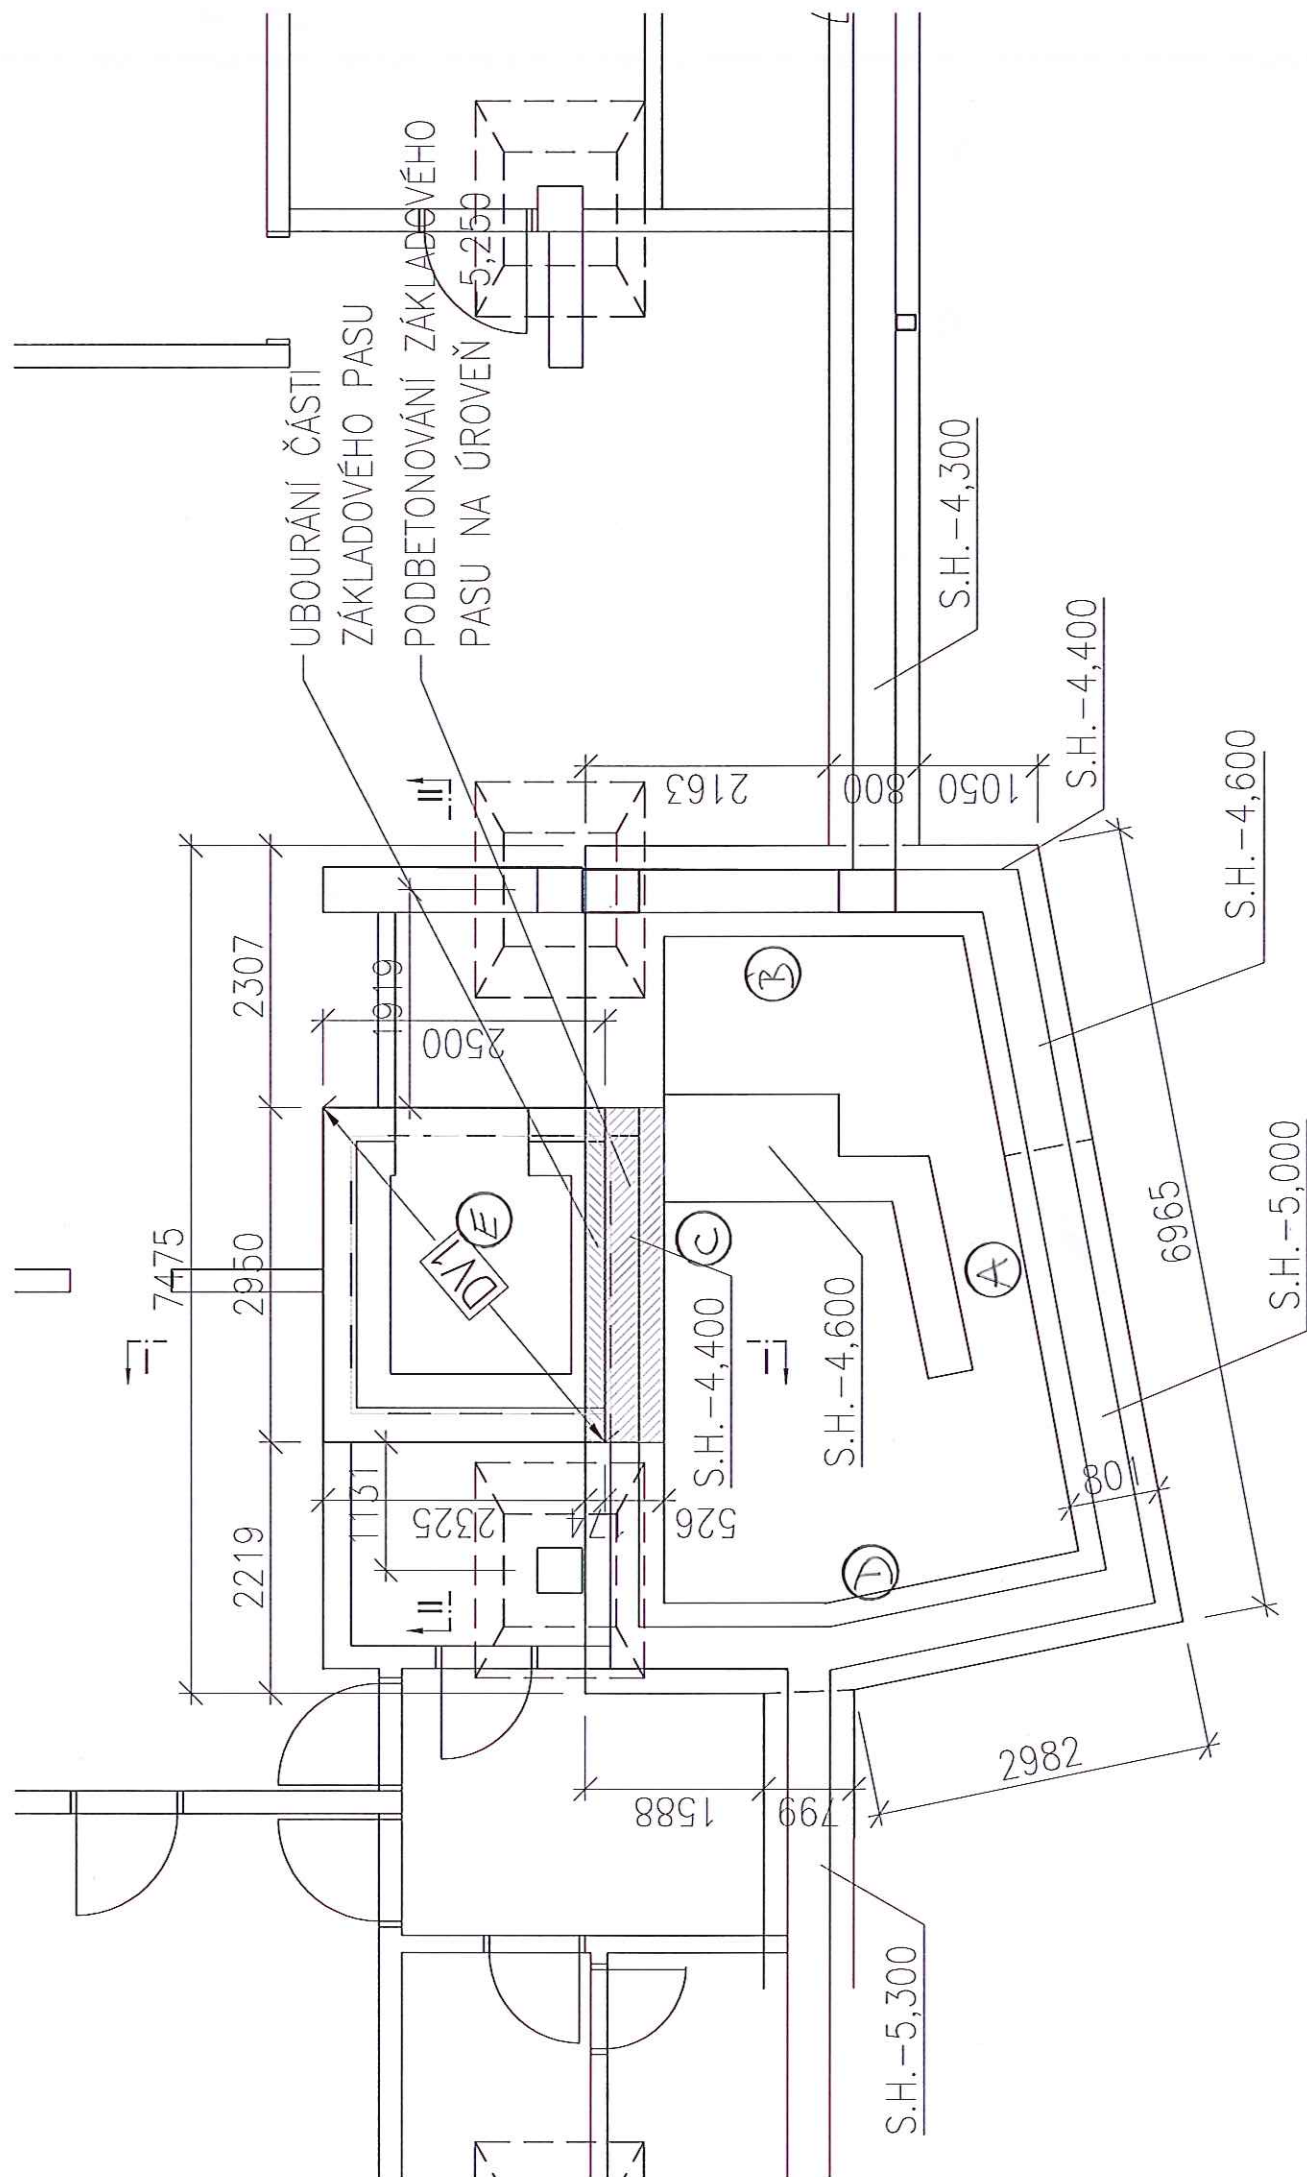 UBOURÁNÍ ČÁSTI
ZÁKLADOVÉHO PASU
PODBETONOVÁNÍ ZÁKLADOVÉHO
PASU NA ÚROVEŇ 5,250
7475
2219
2950
2307
1919
2500
1131
2325
174
526
2163
800
1050
II
II
I
I
DV1
E
C
B
A
D
S.H.-4,300
S.H.-4,400
S.H.-4,600
S.H.-5,000
S.H.-4,400
S.H.-4,600
S.H.-5,300
6965
801
2982
1588
799